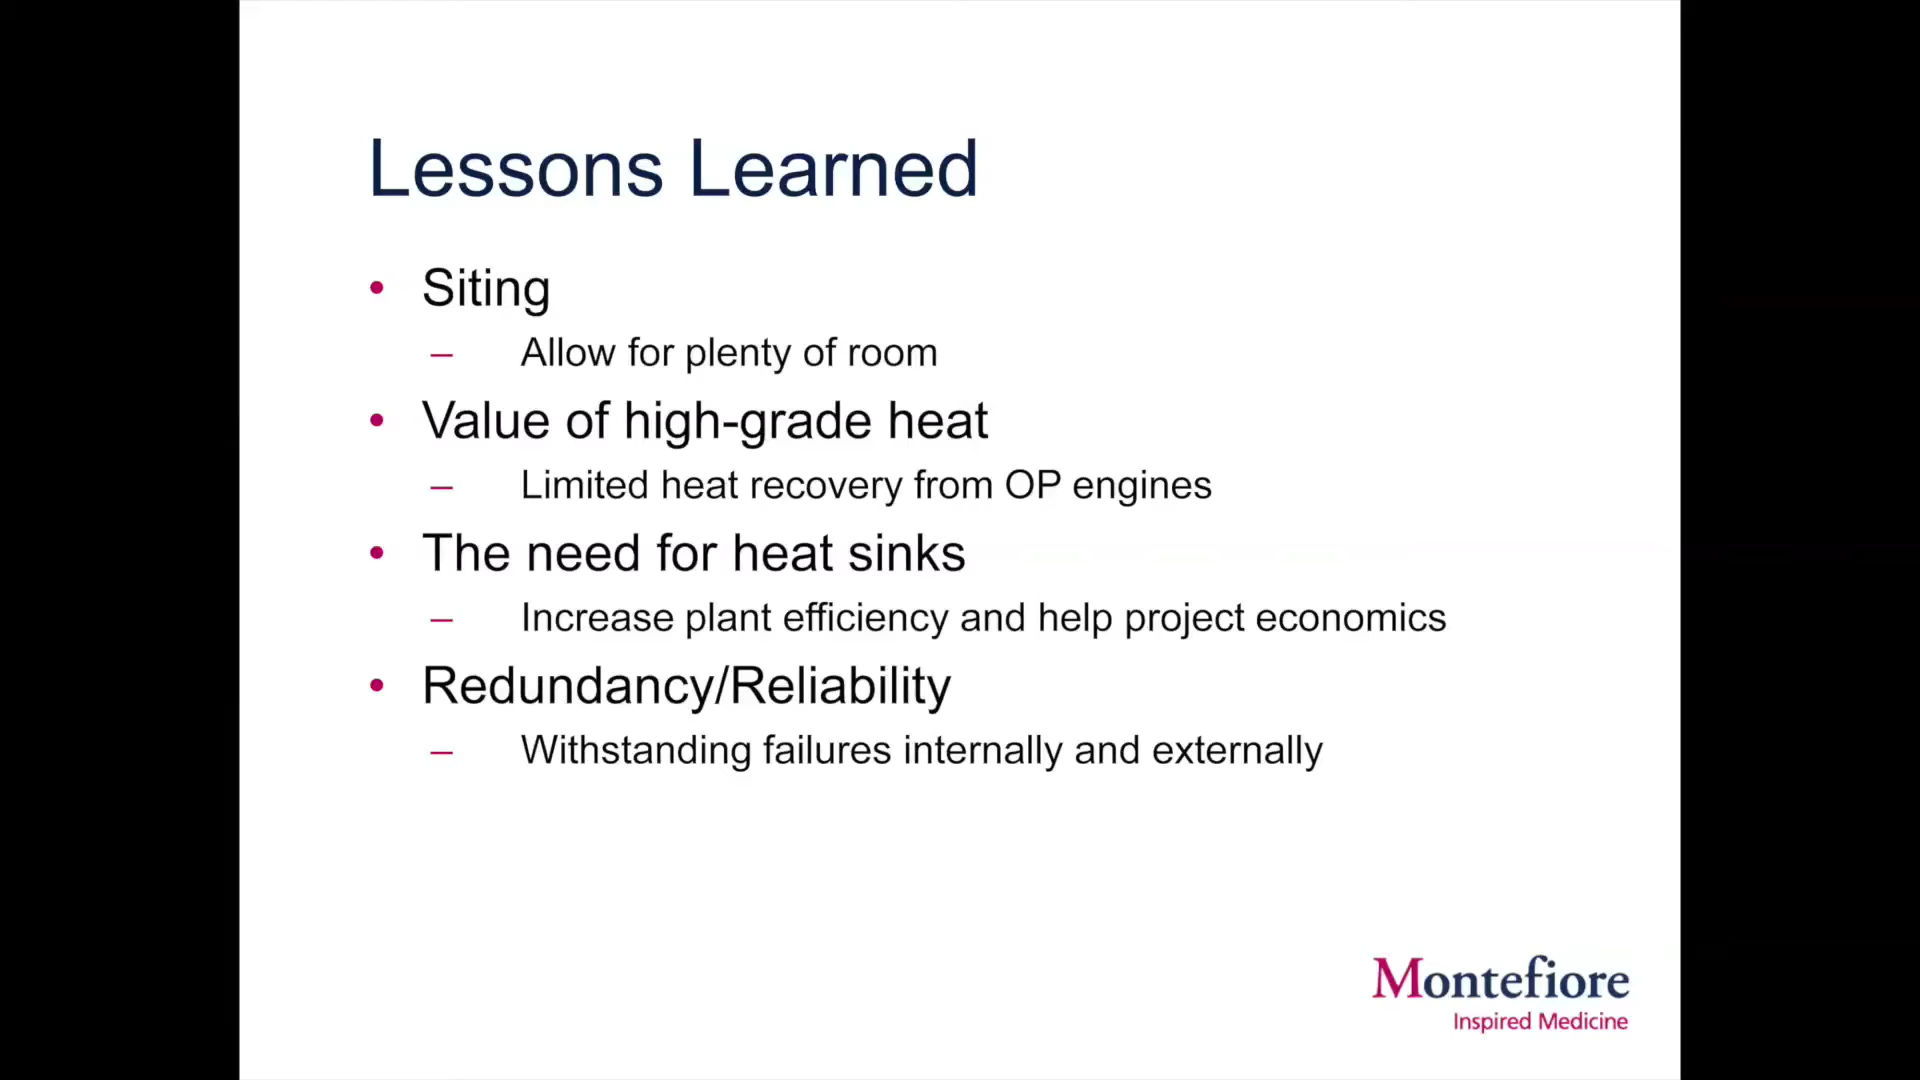 Lessons Learned
• Siting
– Allow for plenty of room
• Value of high-grade heat
– Limited heat recovery from OP engines
• The need for heat sinks
– Increase plant efficiency and help project economics
• Redundancy/Reliability
– Withstanding failures internally and externally
Montefiore
Inspired Medicine